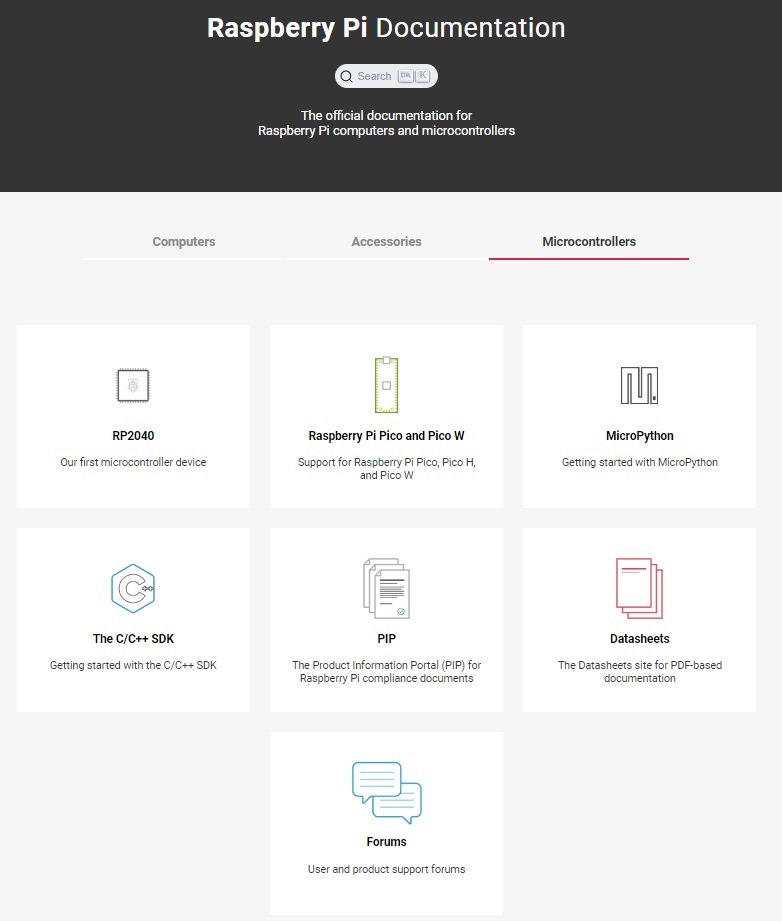 Raspberry Pi Documentation
Search Ctrl K
The official documentation for
Raspberry Pi computers and microcontrollers
Computers Accessories Microcontrollers
RP2040
Our first microcontroller device
Raspberry Pi Pico and Pico W
Support for Raspberry Pi Pico, Pico H,
and Pico W
MicroPython
Getting started with MicroPython
C++
The C/C++ SDK
Getting started with the C/C++ SDK
PIP
The Product Information Portal (PIP) for
Raspberry Pi compliance documents
Datasheets
The Datasheets site for PDF-based
documentation
Forums
User and product support forums